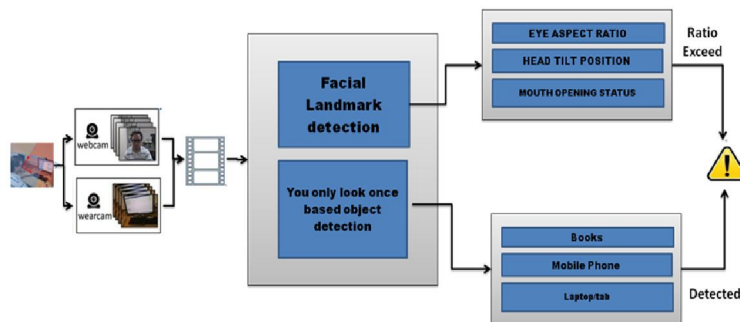 webcam
wearcam
Facial
Landmark
detection
You only look once
based object
detection
EYE ASPECT RATIO
HEAD TILT POSITION
MOUTH OPENING STATUS
Ratio
Exceed
Books
Mobile Phone
Laptop/tab
Detected